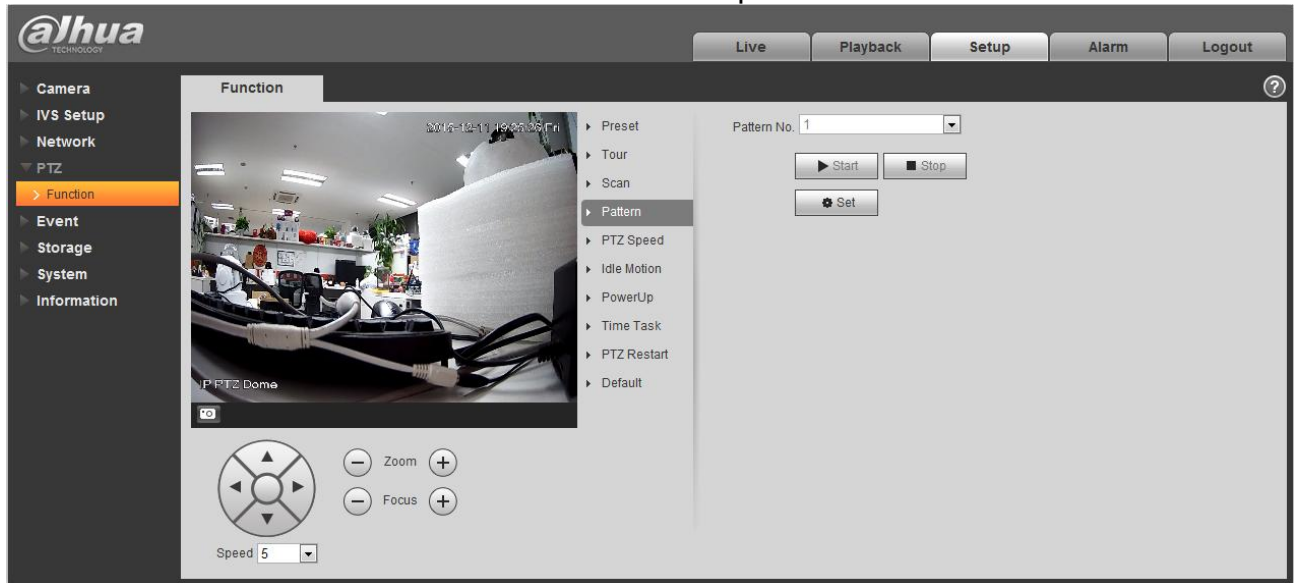 alhua
TECHNOLOGY
Live
Playback
Setup
Alarm
Logout
Camera
IVS Setup
Network
PTZ
Function
Event
Storage
System
Information
Function
IP PTZ Dome
Preset
Tour
Scan
Pattern
PTZ Speed
Idle Motion
PowerUp
Time Task
PTZ Restart
Default
Pattern No. 1
Start Stop
Set
Zoom
Focus
Speed 5